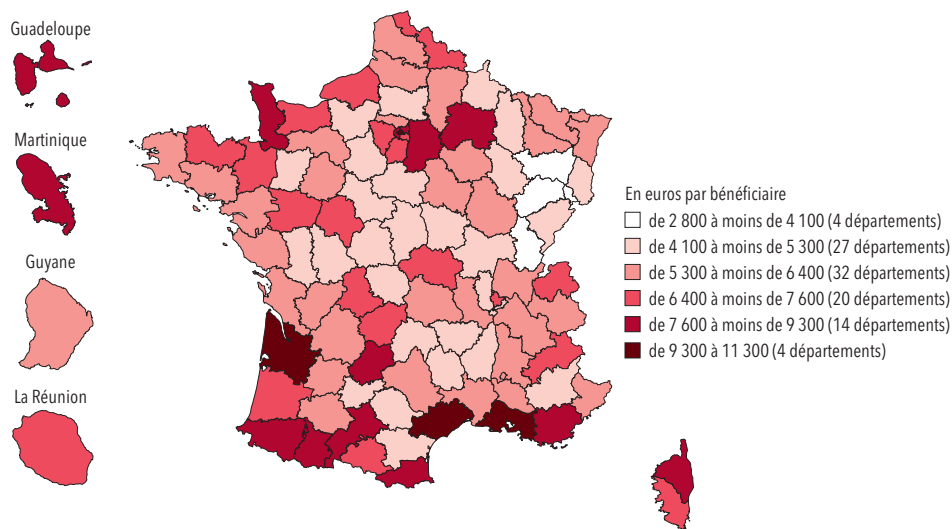 Guadeloupe
Martinique
Guyane
La Réunion
En euros par bénéficiaire
de 2 800 à moins de 4 100 (4 départements)
de 4 100 à moins de 5 300 (27 départements)
de 5 300 à moins de 6 400 (32 départements)
de 6 400 à moins de 7 600 (20 départements)
de 7 600 à moins de 9 300 (14 départements)
de 9 300 à 11 300 (4 départements)